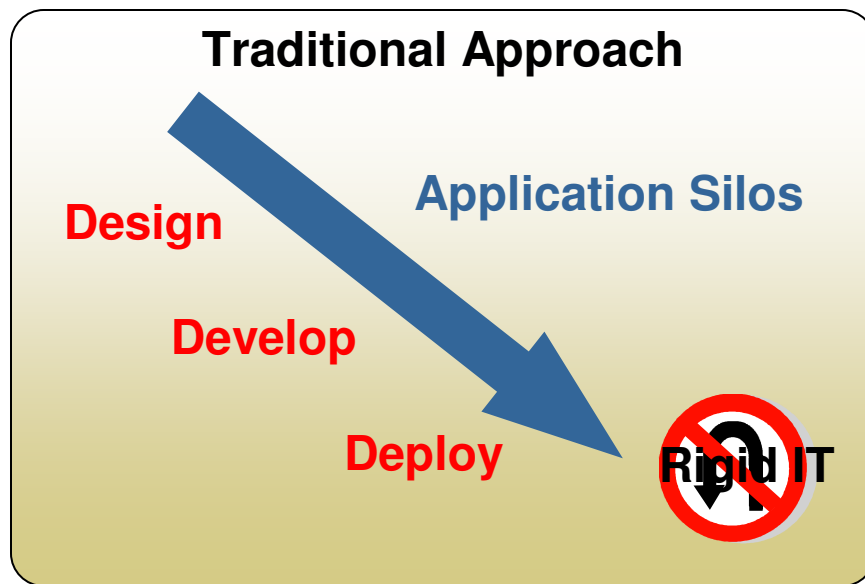 Traditional Approach
Application Silos
Design
Develop
Deploy
Rigid IT